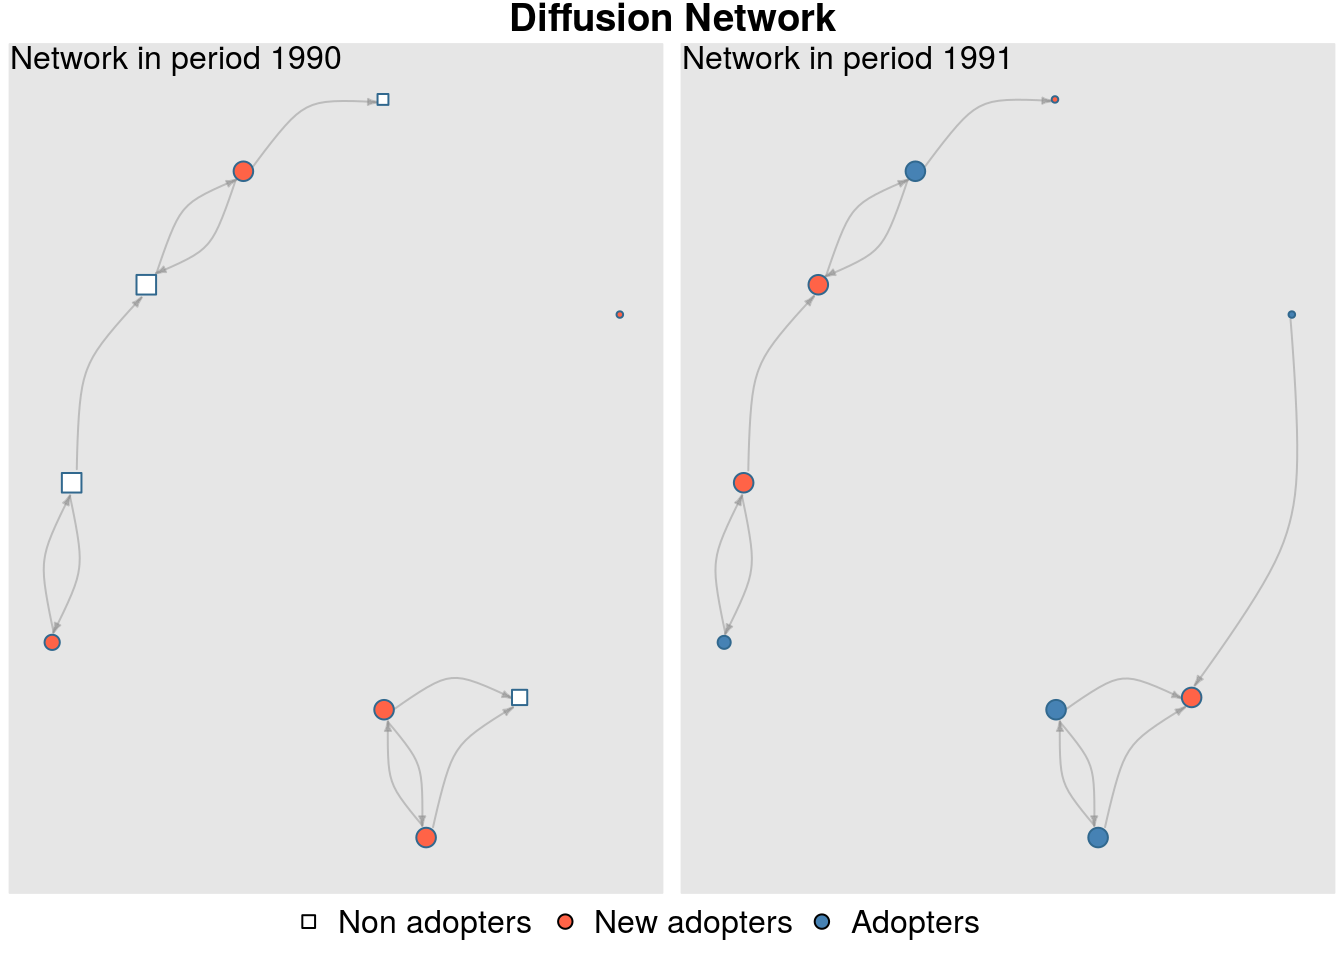 Diffusion Network
Network in period 1990
Network in period 1991
Non adopters
New adopters
Adopters